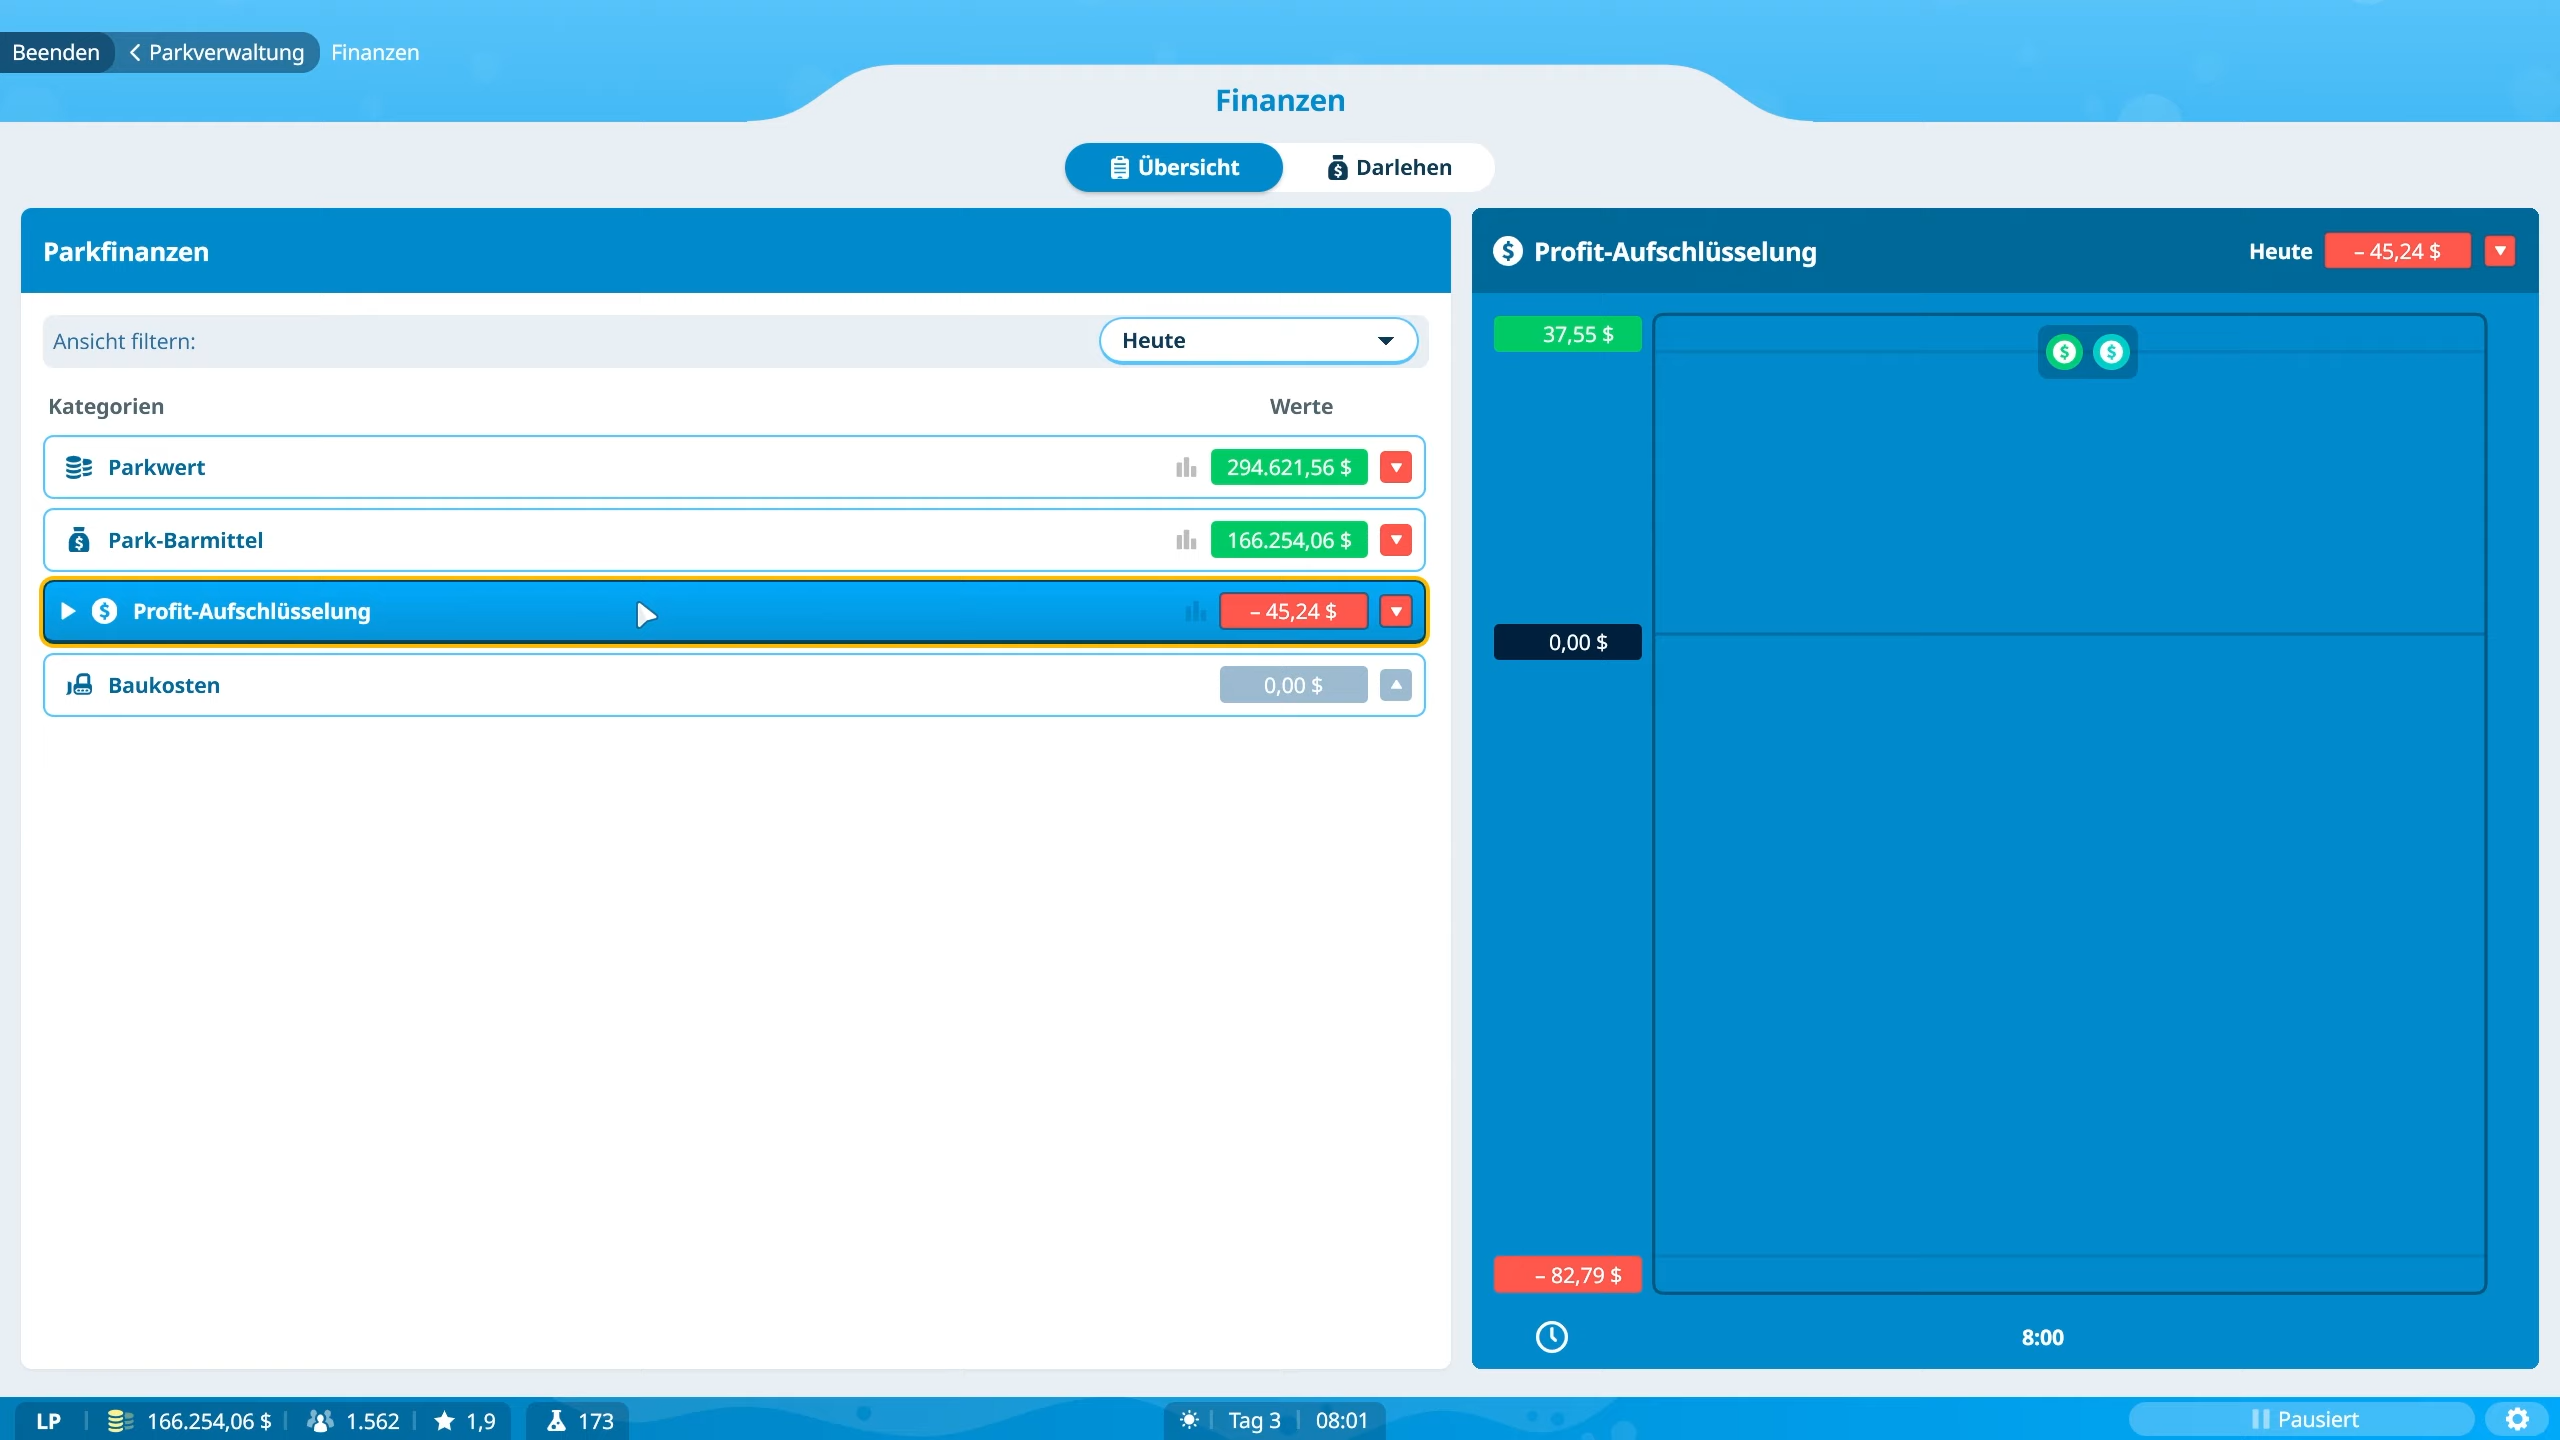 Beenden
Parkverwaltung
Finanzen
Finanzen
Übersicht
Darlehen
Parkfinanzen
Ansicht filtern:
Heute
Kategorien
Werte
Parkwert
294.621,56 $
Park-Barmittel
166.254,06 $
Profit-Aufschlüsselung
– 45,24 $
Baukosten
0,00 $
Profit-Aufschlüsselung
Heute
– 45,24 $
37,55 $
0,00 $
– 82,79 $
8:00
LP
166.254,06 $
1.562
1,9
173
Tag 3
08:01
Pausiert